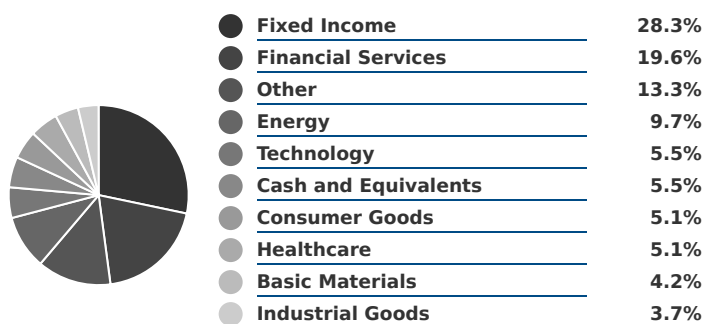 Fixed Income 28.3%
Financial Services 19.6%
Other 13.3%
Energy 9.7%
Technology 5.5%
Cash and Equivalents 5.5%
Consumer Goods 5.1%
Healthcare 5.1%
Basic Materials 4.2%
Industrial Goods 3.7%